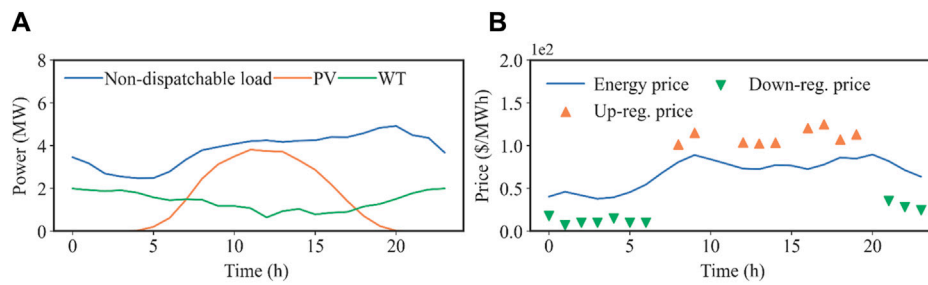 A
Non-dispatchable load PV WT
Power (MW)
8
6
4
2
0
0 5 10 15 20
Time (h)
B
1e2
Energy price Down-reg. price
Up-reg. price
Price ($/MWh)
2.0
1.5
1.0
0.5
0.0
0 5 10 15 20
Time (h)